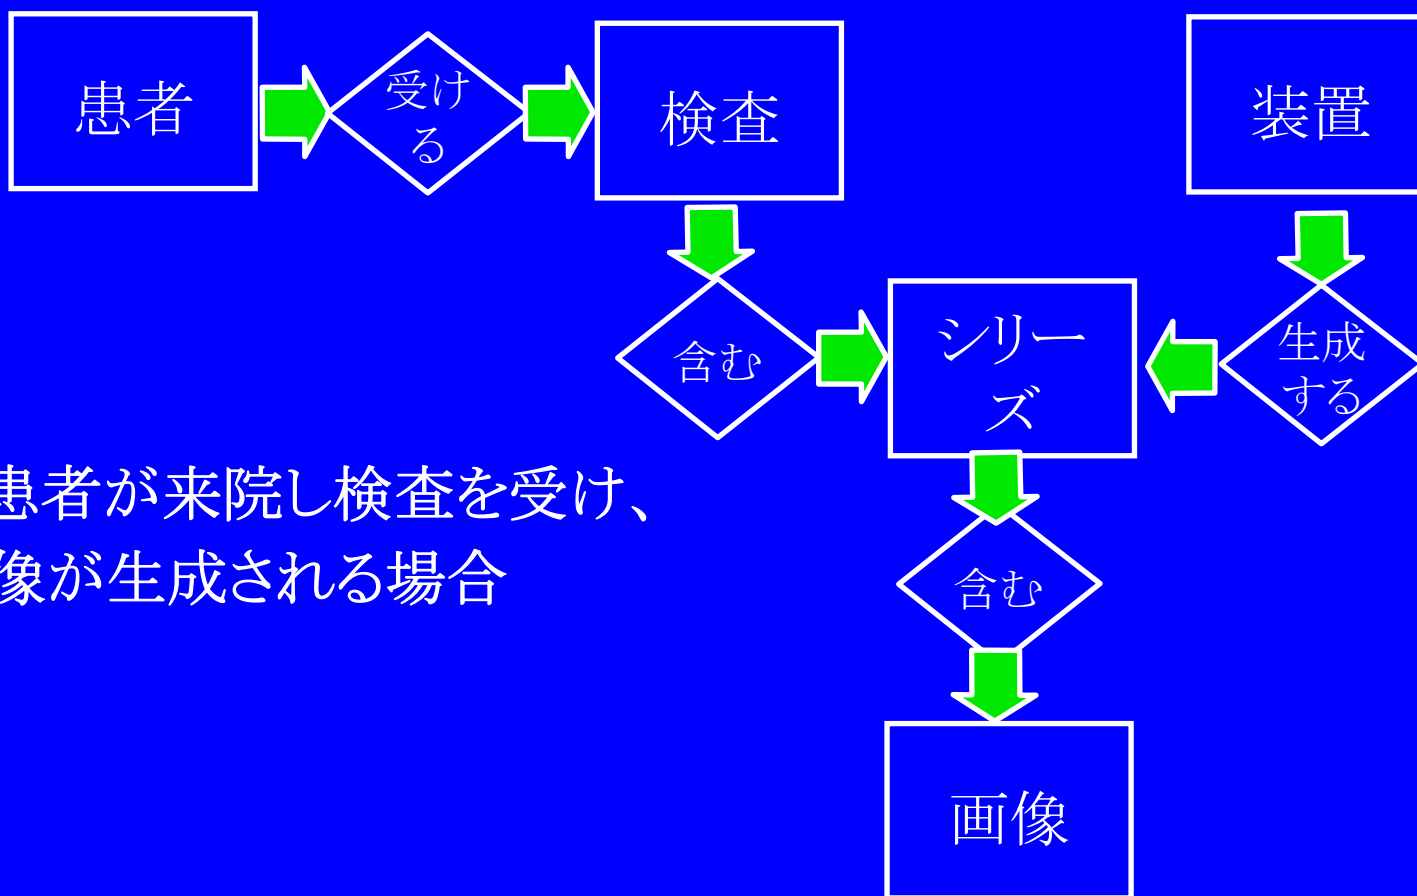 患者
受け
る
検査
装置
含む
シリー
ズ
生成
する
患者が来院し検査を受け、
像が生成される場合
含む
画像